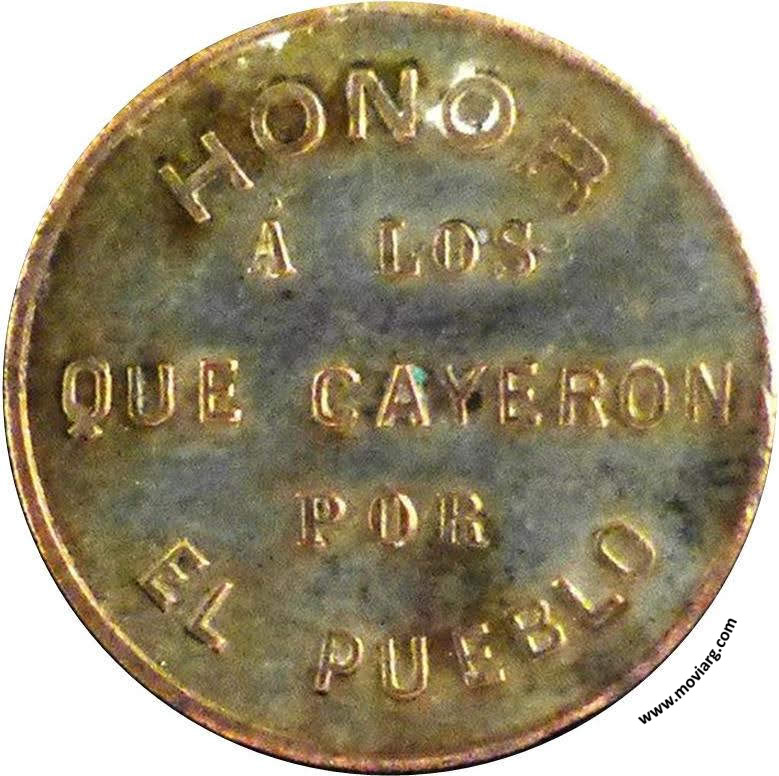 HONOR
Á LOS
QUE CAYERON
POR
EL PUEBLO
www.moviarg.com